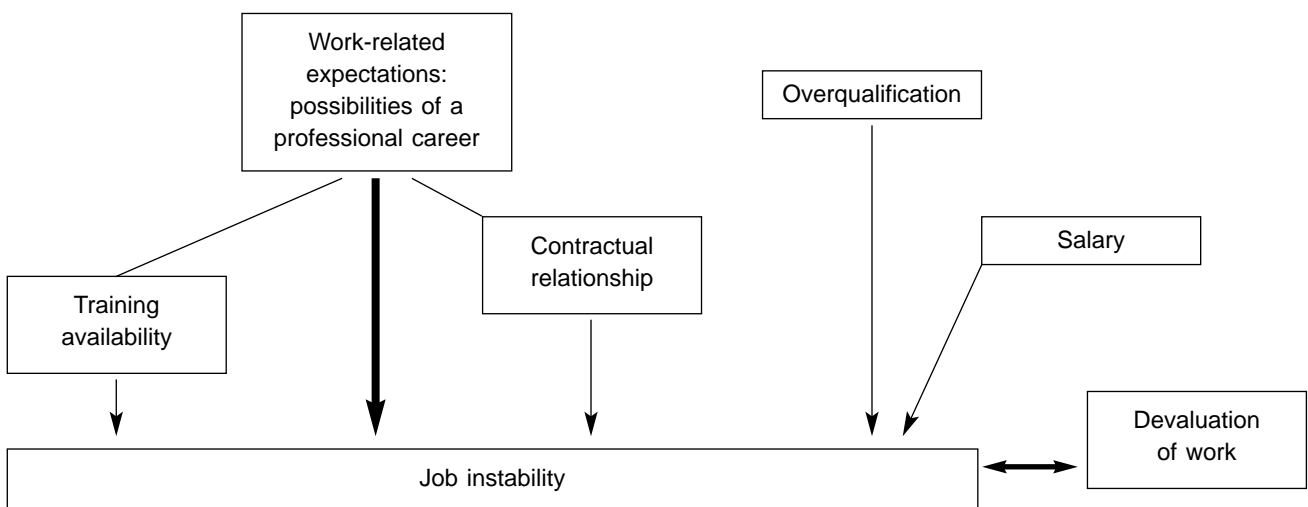 Work-related
expectations:
possibilities of a
professional career
Overqualification
Contractual
relationship
Salary
Training
availability
Devaluation
of work
Job instability